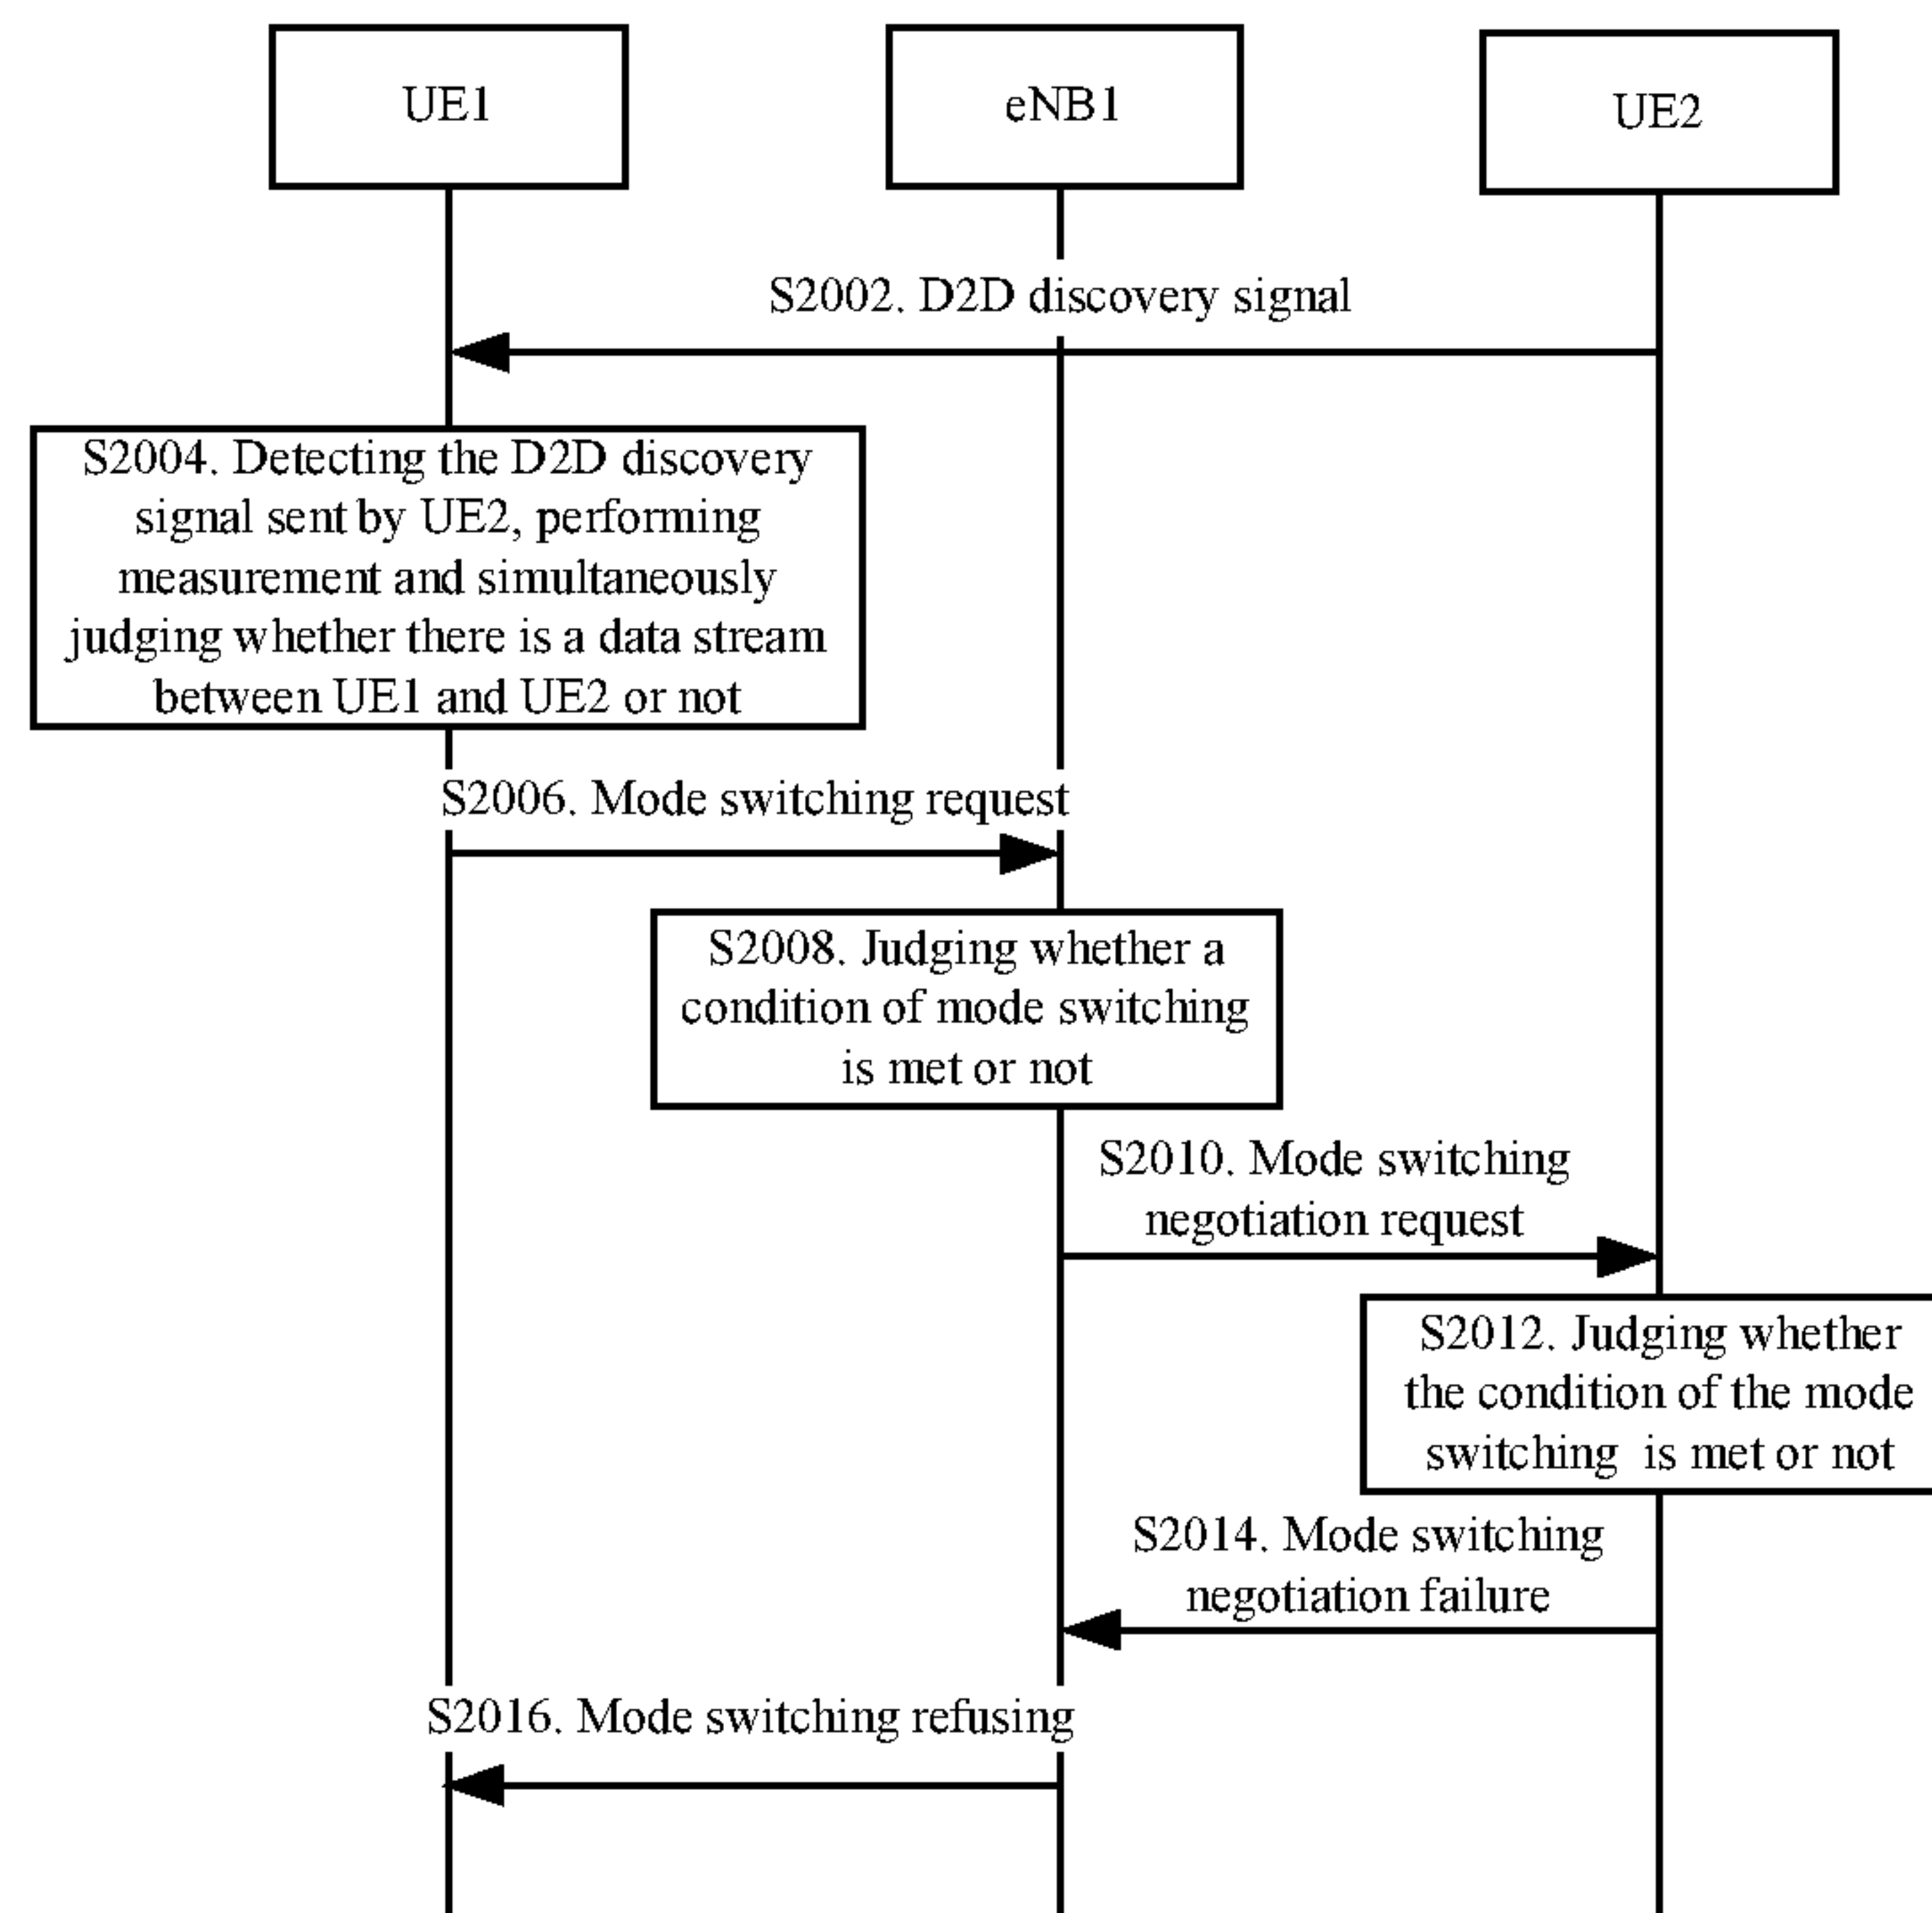 UE1
eNB1
UE2
S2002. D2D discovery signal
S2004. Detecting the D2D discovery
signal sent by UE2, performing
measurement and simultaneously
judging whether there is a data stream
between UE1 and UE2 or not
S2006. Mode switching request
S2008. Judging whether a
condition of mode switching
is met or not
S2010. Mode switching
negotiation request
S2012. Judging whether
the condition of the mode
switching  is met or not
S2014. Mode switching
negotiation failure
S2016. Mode switching refusing